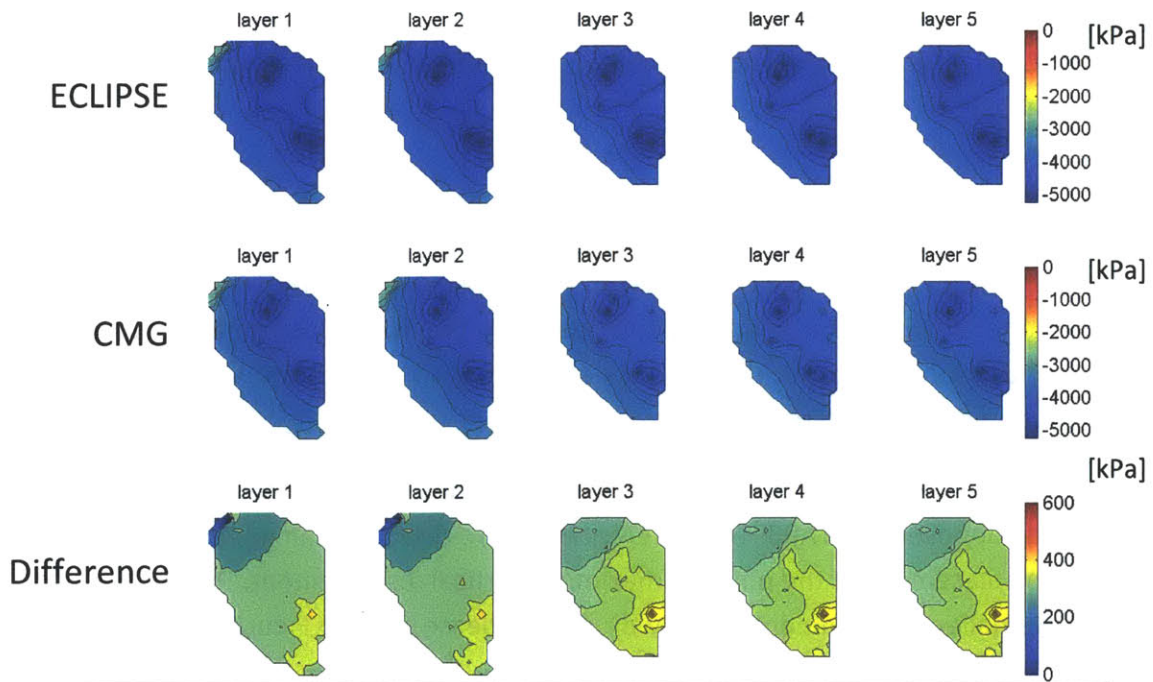 layer 1 layer 2 layer 3 layer 4 layer 5
ECLIPSE
0 [kPa]
-1000
-2000
-3000
-4000
-5000
layer 1 layer 2 layer 3 layer 4 layer 5
CMG
0 [kPa]
-1000
-2000
-3000
-4000
-5000
layer 1 layer 2 layer 3 layer 4 layer 5
[kPa]
Difference
600
400
200
0